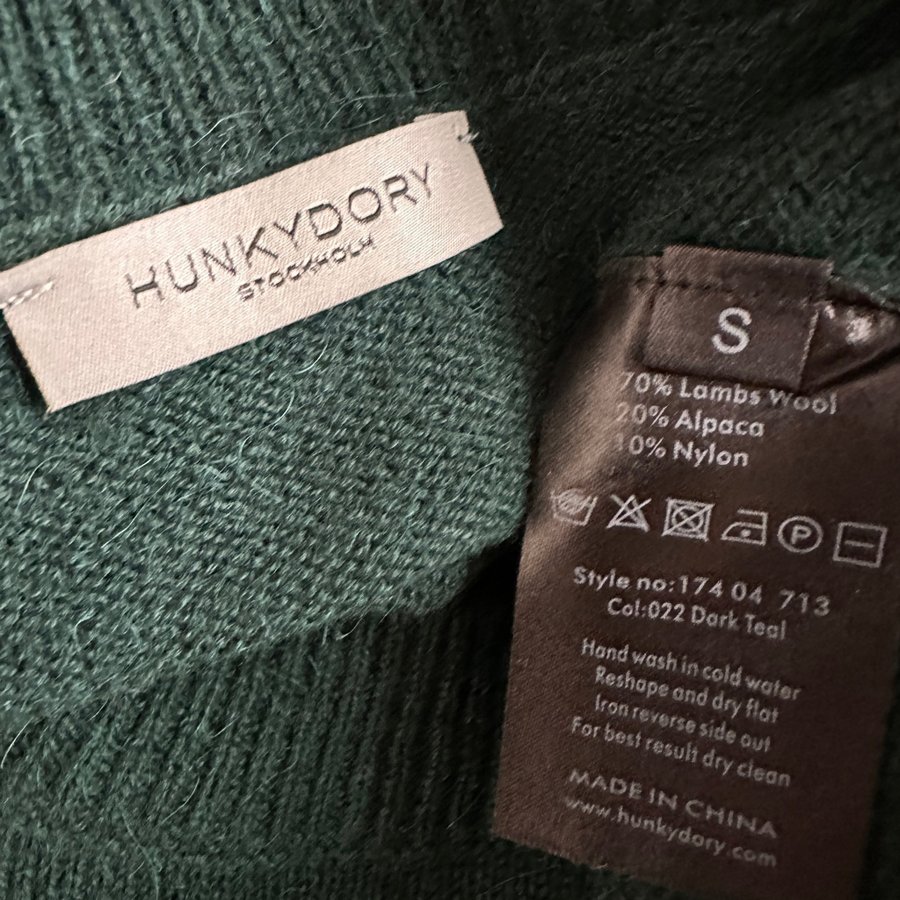 HUNKYDORY
STOCKHOLM
S
70% Lambs Wool
20% Alpaca
10% Nylon
P
Style no:174 04 713
Col:022 Dark Teal
Hand wash in cold water
Reshape and dry flat
Iron reverse side out
For best result dry clean
MADE IN CHINA
www.hunkydory.com